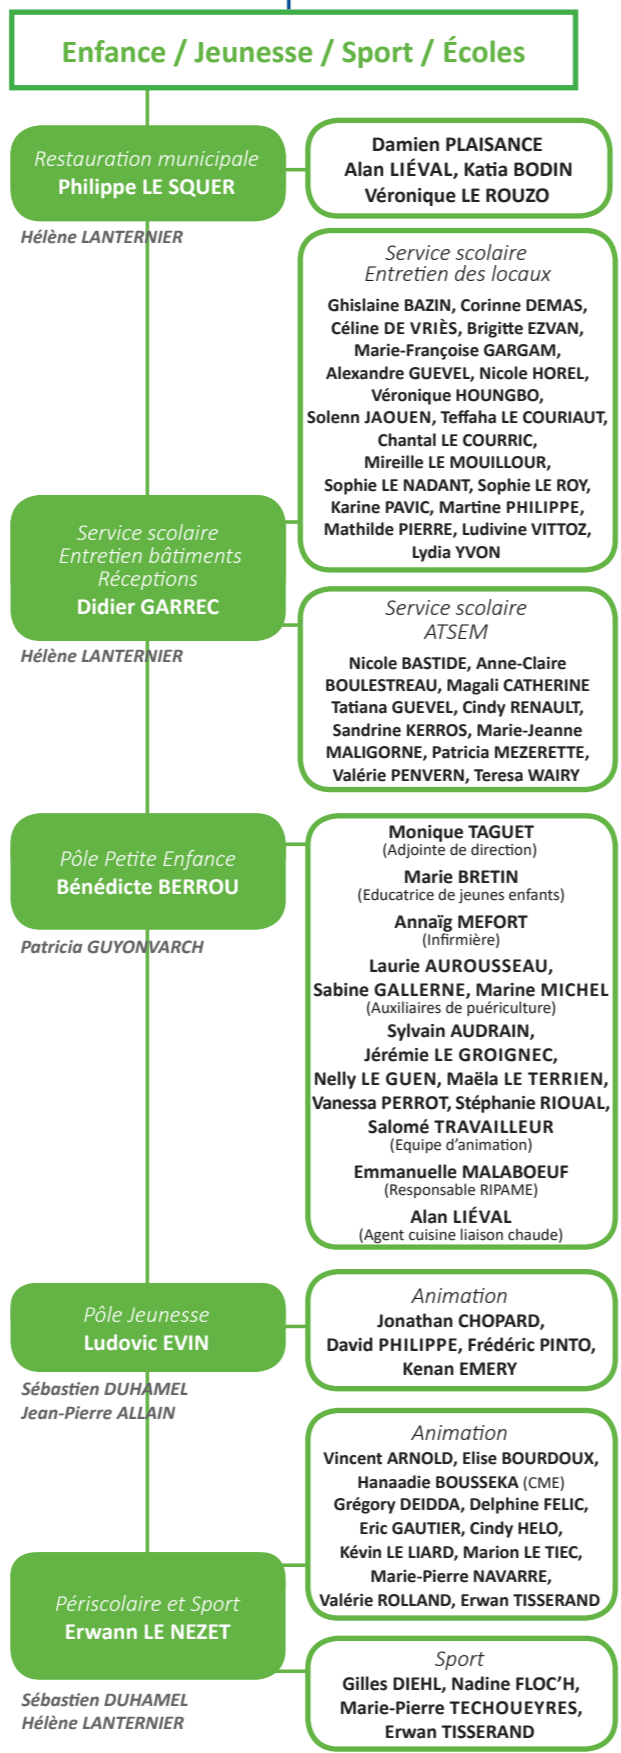 Enfance / Jeunesse / Sport / Écoles
Restauration municipale
Philippe LE SQUER
Hélène LANTERNIER
Damien PLAISANCE
Alan LIÉVAL, Katia BODIN
Véronique LE ROUZO
Service scolaire
Entretien bâtiments
Réceptions
Didier GARREC
Hélène LANTERNIER
Service scolaire
Entretien des locaux
Ghislaine BAZIN, Corinne DEMAS,
Céline DE VRIÈS, Brigitte EZVAN,
Marie-Françoise GARGAM,
Alexandre GUEVEL, Nicole HOREL,
Véronique HOUNGBO,
Solenn JAOUEN, Teffaha LE COURIAUT,
Chantal LE COURRIC,
Mireille LE MOUILLOUR,
Sophie LE NADANT, Sophie LE ROY,
Karine PAVIC, Martine PHILIPPE,
Mathilde PIERRE, Ludivine VITTOZ,
Lydia YVON
Service scolaire
ATSEM
Nicole BASTIDE, Anne-Claire
BOULESTREAU, Magali CATHERINE
Tatiana GUEVEL, Cindy RENAULT,
Sandrine KERROS, Marie-Jeanne
MALIGORNE, Patricia MEZERETTE,
Valérie PENVERN, Teresa WAIRY
Pôle Petite Enfance
Bénédicte BERROU
Patricia GUYONVARCH
Monique TAGUET
(Adjointe de direction)
Marie BRETIN
(Educatrice de jeunes enfants)
Annaïg MEFORT
(Infirmière)
Laurie AUROUSSEAU,
Sabine GALLERNE, Marine MICHEL
(Auxiliaires de puériculture)
Sylvain AUDRAIN,
Jérémie LE GROIGNEC,
Nelly LE GUEN, Maëla LE TERRIEN,
Vanessa PERROT, Stéphanie RIOUAL,
Salomé TRAVAILLEUR
(Equipe d'animation)
Emmanuelle MALABOEUF
(Responsable RIPAME)
Alan LIÉVAL
(Agent cuisine liaison chaude)
Pôle Jeunesse
Ludovic EVIN
Sébastien DUHAMEL
Jean-Pierre ALLAIN
Animation
Jonathan CHOPARD,
David PHILIPPE, Frédéric PINTO,
Kenan EMERY
Périscolaire et Sport
Erwann LE NEZET
Sébastien DUHAMEL
Hélène LANTERNIER
Animation
Vincent ARNOLD, Elise BOURDOUX,
Hanaadie BOUSSEKA (CME)
Grégory DEIDDA, Delphine FELIC,
Eric GAUTIER, Cindy HELO,
Kévin LE LIARD, Marion LE TIEC,
Marie-Pierre NAVARRE,
Valérie ROLLAND, Erwan TISSERAND
Sport
Gilles DIEHL, Nadine FLOC'H,
Marie-Pierre TECHOUEYRES,
Erwan TISSERAND